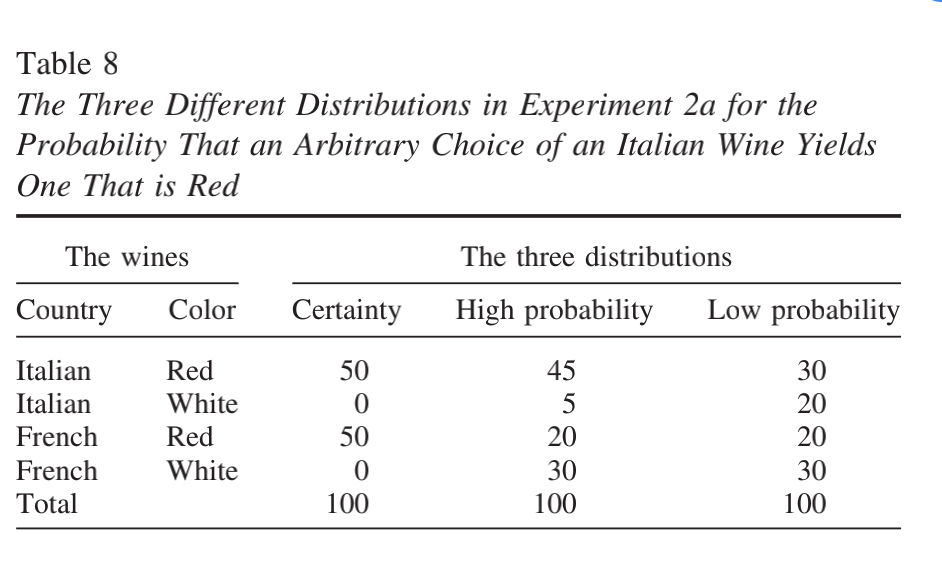 Table 8
The Three Different Distributions in Experiment 2a for the
Probability That an Arbitrary Choice of an Italian Wine Yields
One That is Red
The wines The three distributions
Country Color Certainty High probability Low probability
Italian Red 50 45 30
Italian White 0 5 20
French Red 50 20 20
French White 0 30 30
Total 100 100 100